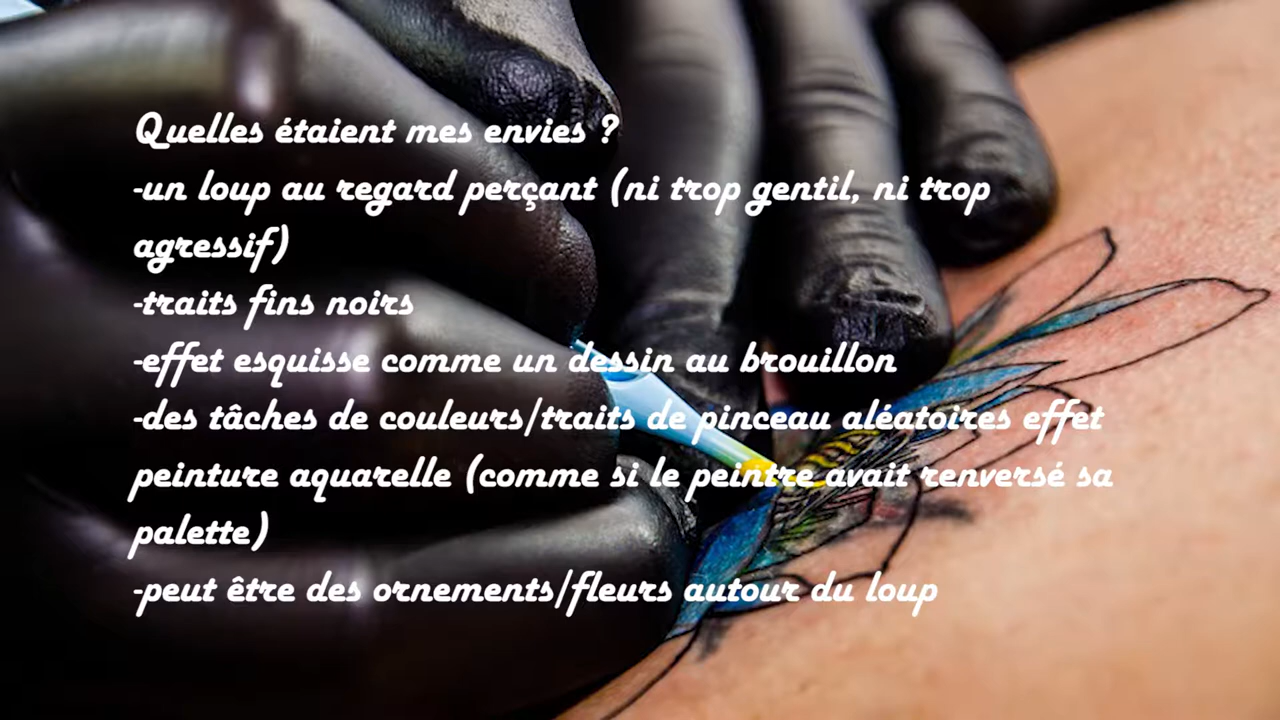 Quelles étaient mes envies ?
-un loup au regard perçant (ni trop gentil, ni trop
agressif)
-traits fins noirs
-effet esquisse comme un dessin au brouillon
-des tâches de couleurs/traits de pinceau aléatoires effet
peinture aquarelle (comme si le peintre avait renversé sa
palette)
-peut être des ornements/fleurs autour du loup